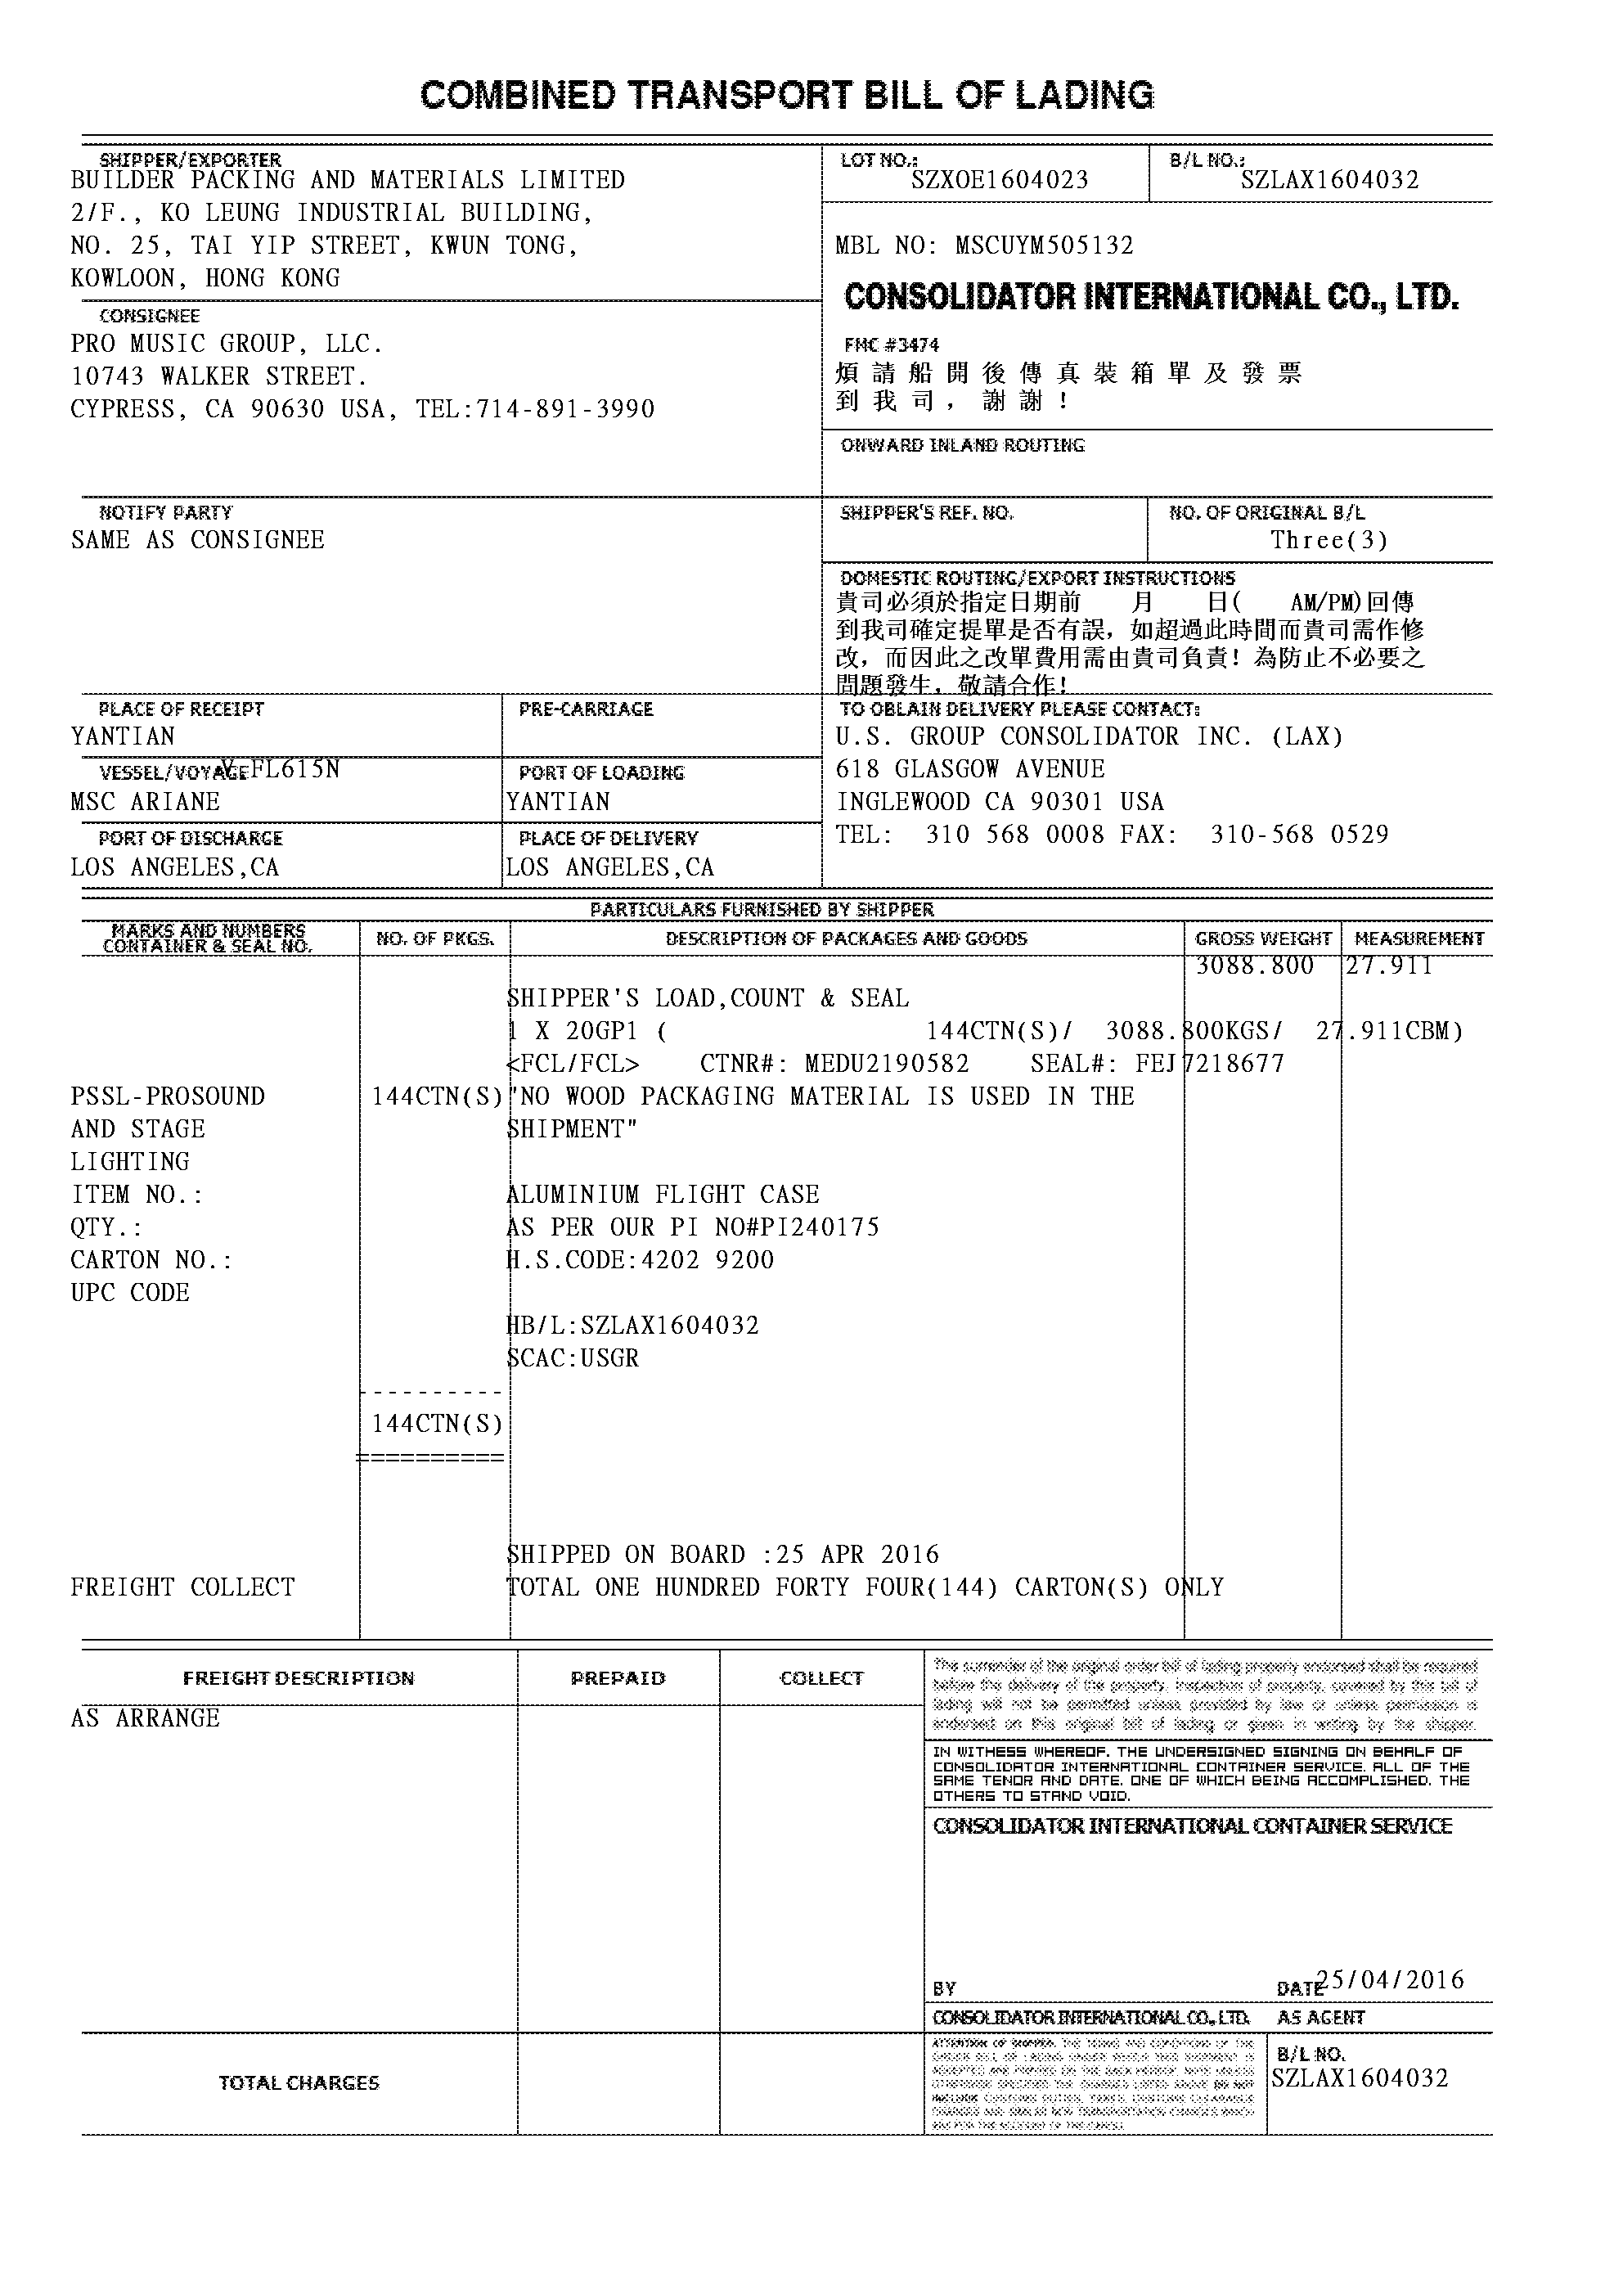 COMBINED TRANSPORT BILL OF LADING
SHIPPER/EXPORTER
BUILDER PACKING AND MATERIALS LIMITED
2/F., KO LEUNG INDUSTRIAL BUILDING,
NO. 25, TAI YIP STREET, KWUN TONG,
KOWLOON, HONG KONG
LOT NO.:
SZXOE1604023
B/L NO.:
SZLAX1604032
MBL NO: MSCUYM505132
CONSOLIDATOR INTERNATIONAL CO., LTD.
FMC #3474
煩請船開後傳真裝箱單及發票
到我司，謝謝！
CONSIGNEE
PRO MUSIC GROUP, LLC.
10743 WALKER STREET.
CYPRESS, CA 90630 USA, TEL:714-891-3990
ONWARD INLAND ROUTING
NOTIFY PARTY
SAME AS CONSIGNEE
SHIPPER'S REF. NO.
NO. OF ORIGINAL B/L
Three(3)
DOMESTIC ROUTING/EXPORT INSTRUCTIONS
貴司必須於指定日期前 月 日( AM/PM)回傳
到我司確定提單是否有誤，如超過此時間而貴司需作修
改，而因此之改單費用需由貴司負責！為防止不必要之
問題發生，敬請合作！
PLACE OF RECEIPT
YANTIAN
PRE-CARRIAGE
VESSEL/VOYAGE V.FL615N
MSC ARIANE
PORT OF LOADING
YANTIAN
PORT OF DISCHARGE
LOS ANGELES,CA
PLACE OF DELIVERY
LOS ANGELES,CA
TO OBLAIN DELIVERY PLEASE CONTACT:
U.S. GROUP CONSOLIDATOR INC. (LAX)
618 GLASGOW AVENUE
INGLEWOOD CA 90301 USA
TEL: 310 568 0008 FAX: 310-568 0529
PARTICULARS FURNISHED BY SHIPPER
MARKS AND NUMBERS
CONTAINER & SEAL NO.
NO. OF PKGS.
DESCRIPTION OF PACKAGES AND GOODS
GROSS WEIGHT
MEASUREMENT
3088.800 27.911
SHIPPER'S LOAD,COUNT & SEAL
1 X 20GP1 ( 144CTN(S)/ 3088.800KGS/ 27.911CBM)
<FCL/FCL> CTNR#: MEDU2190582 SEAL#: FEJ7218677
PSSL-PROSOUND 144CTN(S) "NO WOOD PACKAGING MATERIAL IS USED IN THE
AND STAGE SHIPMENT"
LIGHTING
ITEM NO.: ALUMINIUM FLIGHT CASE
QTY.: AS PER OUR PI NO#PI240175
CARTON NO.: H.S.CODE:4202 9200
UPC CODE
HB/L:SZLAX1604032
SCAC:USGR
----------
144CTN(S)
==========
SHIPPED ON BOARD :25 APR 2016
FREIGHT COLLECT TOTAL ONE HUNDRED FORTY FOUR(144) CARTON(S) ONLY
FREIGHT DESCRIPTION
PREPAID
COLLECT
AS ARRANGE
The surrender of the original order bill of lading properly endorsed shall be required
before the delivery of the property. Inspection of property covered by the bill of
lading will not be permitted unless provided by law or unless permission is
endorsed on this original bill of lading or given in writing by the shipper.
IN WITHESS WHEREOF. THE UNDERSIGNED SIGNING ON BEHALF OF
CONSOLIDATOR INTERNATIONAL CONTAINER SERVICE. ALL OF THE
SAME TENOR AND DATE. ONE OF WHICH BEING ACCOMPLISHED. THE
OTHERS TO STAND VOID.
CONSOLIDATOR INTERNATIONAL CONTAINER SERVICE
BY
DATE 25/04/2016
CONSOLIDATOR INTERNATIONAL CO., LTD. AS AGENT
TOTAL CHARGES
B/L NO.
SZLAX1604032